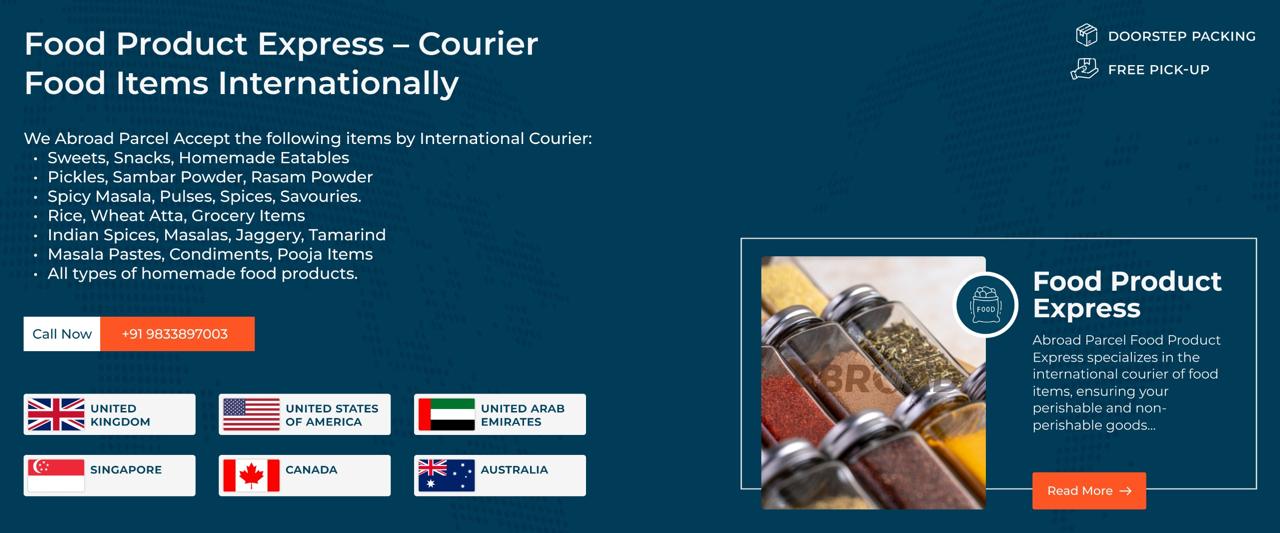 Food Product Express – Courier
Food Items Internationally
We Abroad Parcel Accept the following items by International Courier:
• Sweets, Snacks, Homemade Eatables
• Pickles, Sambar Powder, Rasam Powder
• Spicy Masala, Pulses, Spices, Savouries.
• Rice, Wheat Atta, Grocery Items
• Indian Spices, Masalas, Jaggery, Tamarind
• Masala Pastes, Condiments, Pooja Items
• All types of homemade food products.
Call Now +91 9833897003
UNITED
KINGDOM
UNITED STATES
OF AMERICA
UNITED ARAB
EMIRATES
SINGAPORE
CANADA
AUSTRALIA
DOORSTEP PACKING
FREE PICK-UP
FOOD
Food Product
Express
Abroad Parcel Food Product
Express specializes in the
international courier of food
items, ensuring your
perishable and non-
perishable goods...
Read More →